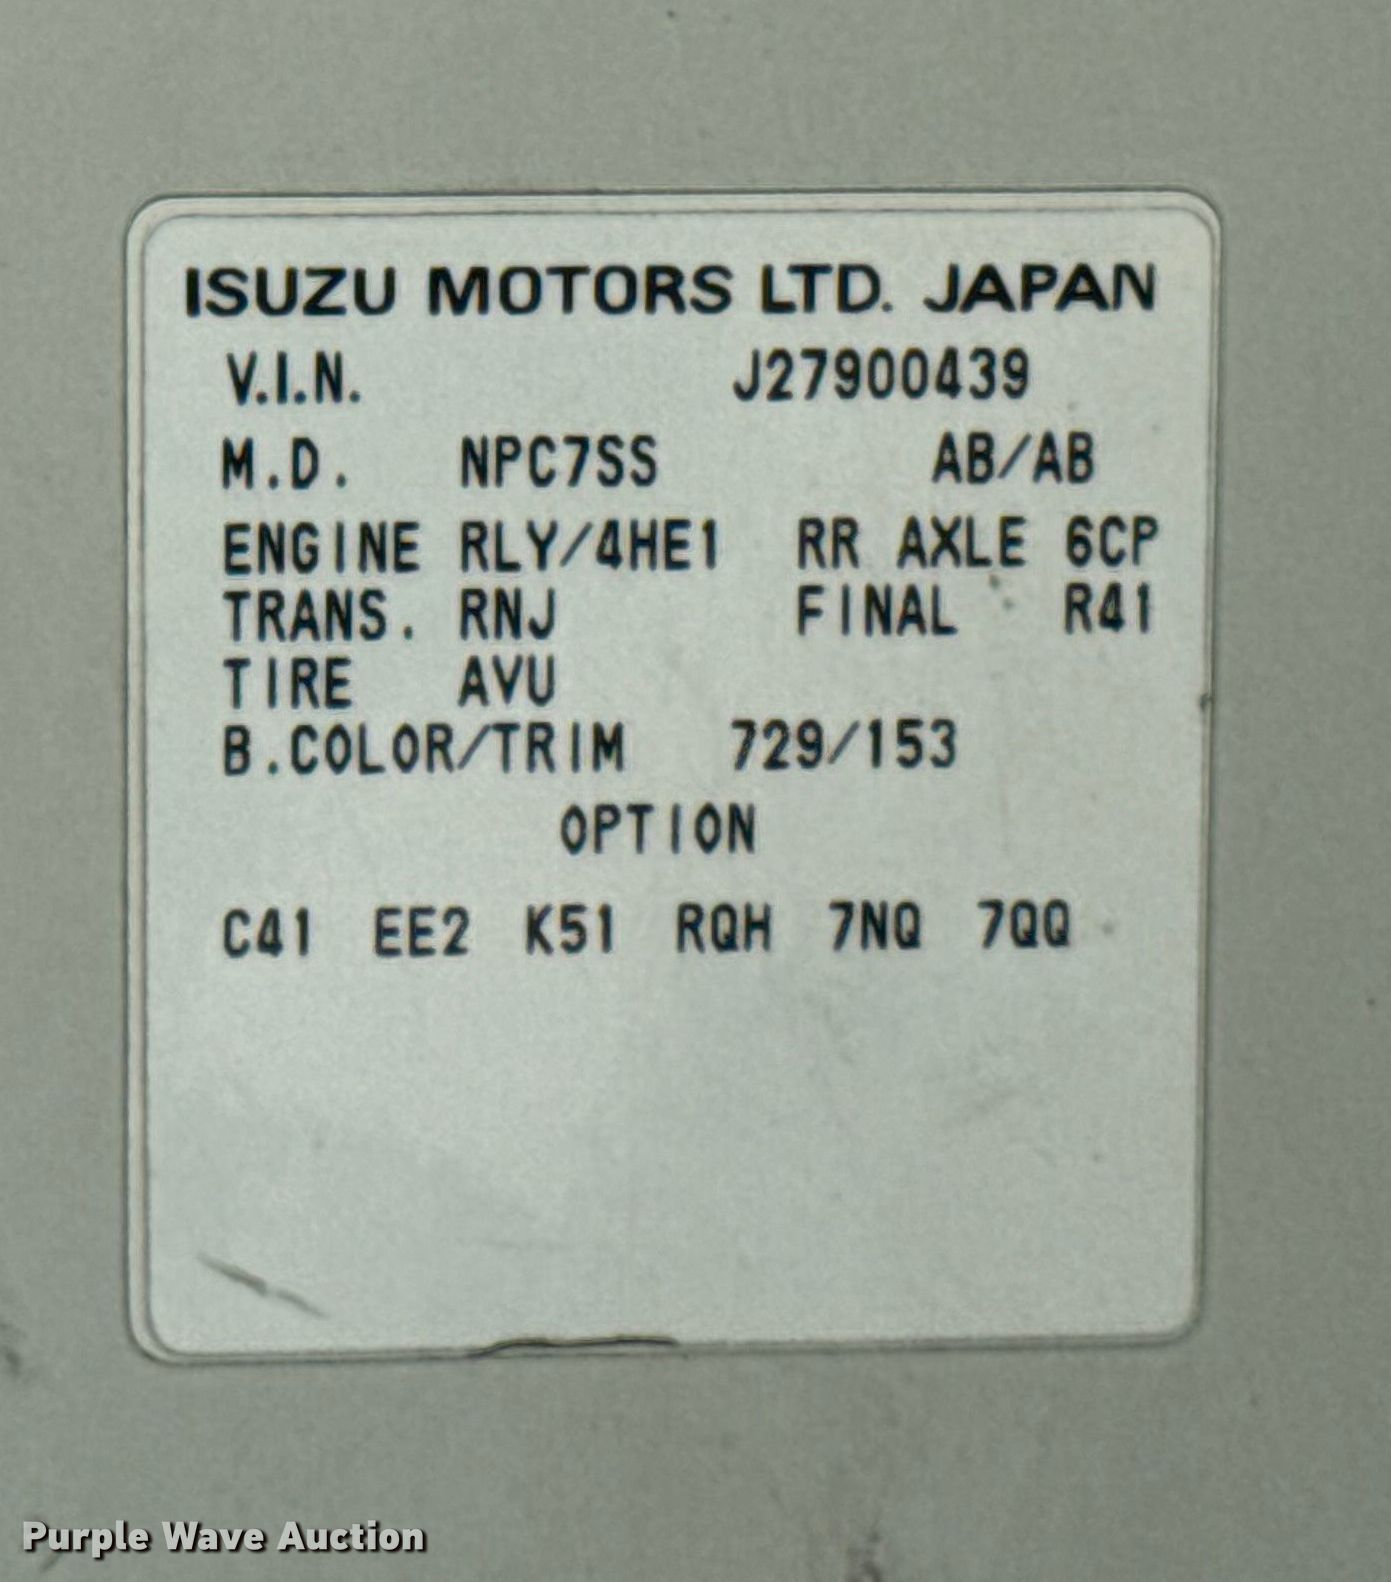 ISUZU MOTORS LTD. JAPAN
V.I.N. J27900439
M.D. NPC7SS AB/AB
ENGINE RLY/4HE1 RR AXLE 6CP
TRANS. RNJ FINAL R41
TIRE AVU
B.COLOR/TRIM 729/153
OPTION
C41 EE2 K51 RQH 7NQ 7QQ
Purple Wave Auction